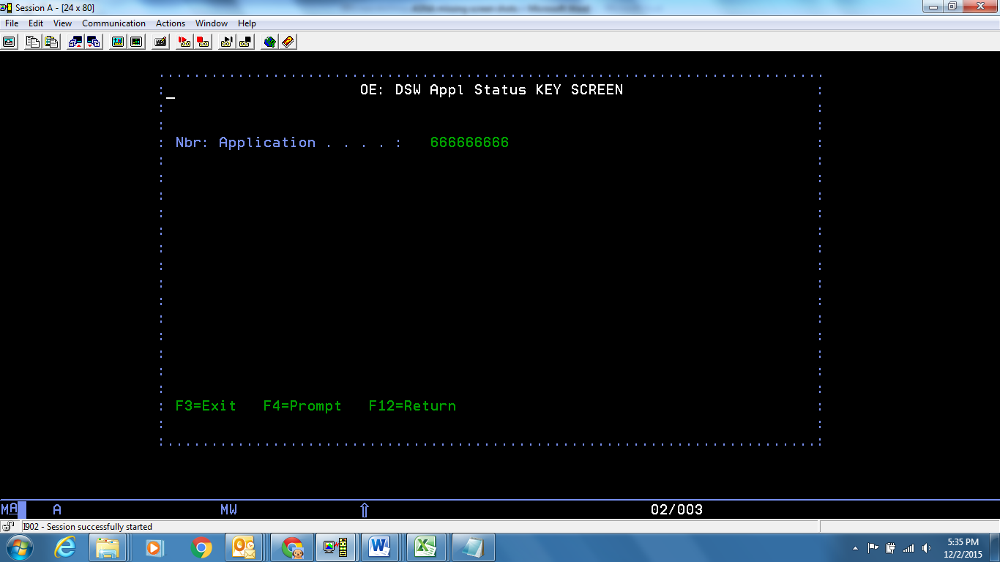 Session A - [24 x 80]
File Edit View Communication Actions Window Help
OE: DSW Appl Status KEY SCREEN
Nbr: Application . . . . : 666666666
F3=Exit F4=Prompt F12=Return
MA A MW ⇧ 02/003
I902 - Session successfully started
5:35 PM
12/2/2015